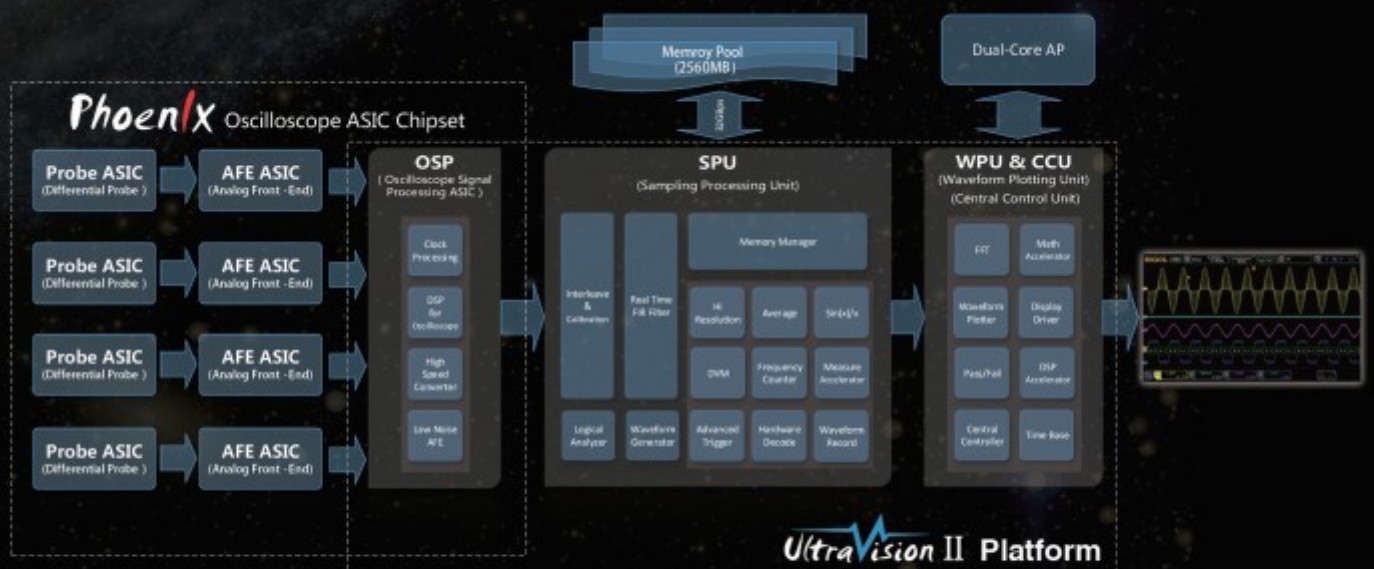 Memroy Pool
(2560MB)
Dual-Core AP
Phoenix Oscilloscope ASIC Chipset
Probe ASIC
(Differential Probe )
AFE ASIC
(Analog Front -End)
Probe ASIC
(Differential Probe )
AFE ASIC
(Analog Front -End)
Probe ASIC
(Differential Probe )
AFE ASIC
(Analog Front -End)
Probe ASIC
(Differential Probe )
AFE ASIC
(Analog Front -End)
OSP
( Oscilloscope Signal
Processing ASIC )
Clock
Processing
DSP
for
Oscilloscope
High
Speed
Converter
Low Noise
AFE
SPU
(Sampling Processing Unit)
Interleave
&
Calibration
Real Time
FIR Filter
Memory Manager
Hi
Resolution
Average
Sin(x)/x
DVM
Frequency
Counter
Measure
Accelerator
Logical
Analyzer
Waveform
Generator
Advanced
Trigger
Hardware
Decode
Waveform
Record
WPU & CCU
(Waveform Plotting Unit)
(Central Control Unit)
FFT
Math
Accelerator
Waveform
Plotter
Display
Driver
Pass/Fail
DSP
Accelerator
Central
Controller
Time Base
RIGOL
UltraVision II Platform